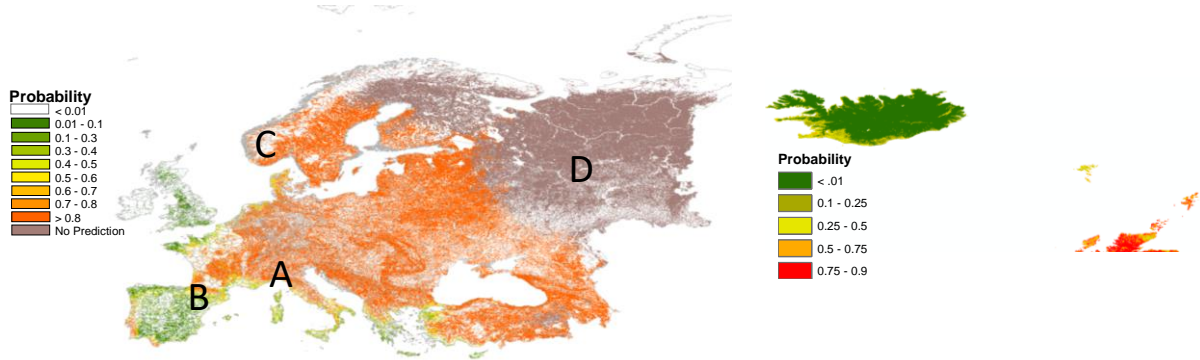 Probability
< 0.01
0.01 - 0.1
0.1 - 0.3
0.3 - 0.4
0.4 - 0.5
0.5 - 0.6
0.6 - 0.7
0.7 - 0.8
> 0.8
No Prediction
C
D
A
B
Probability
< .01
0.1 - 0.25
0.25 - 0.5
0.5 - 0.75
0.75 - 0.9